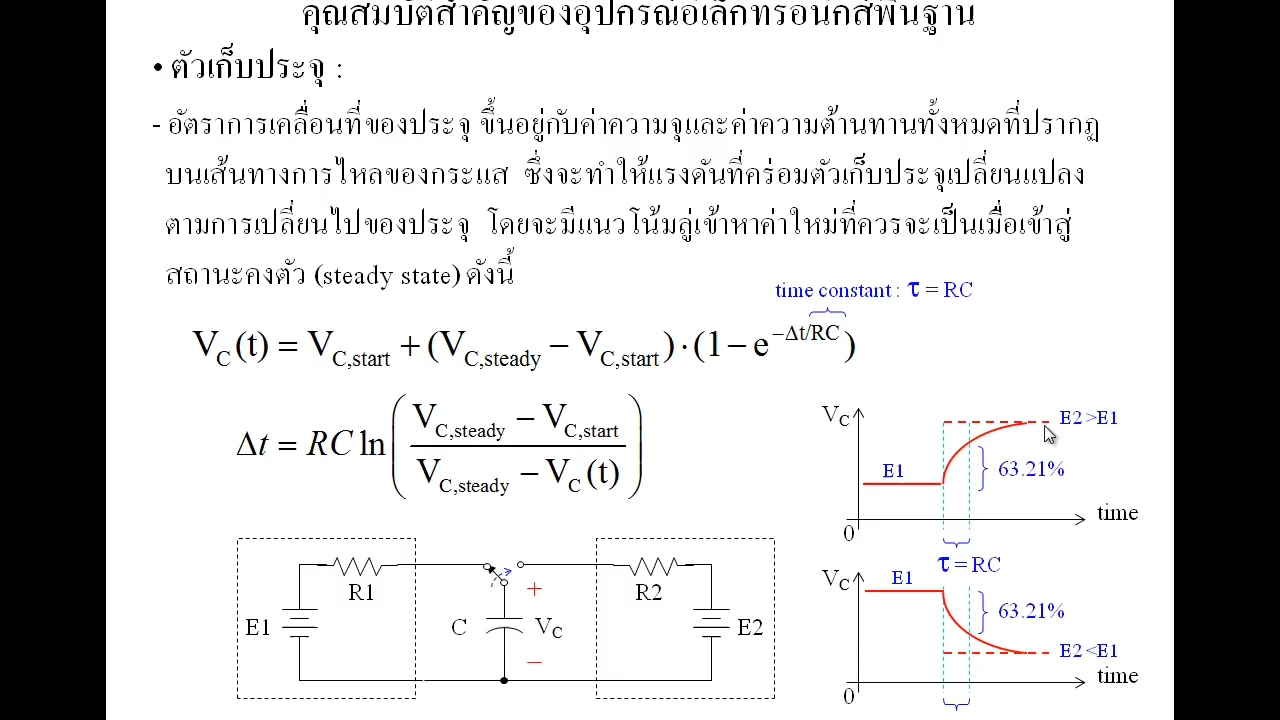 คุณสมบัติสำคัญของอุปกรณ์อิเล็กทรอนิกส์พื้นฐาน
• ตัวเก็บประจุ :
- อัตราการเคลื่อนที่ของประจุ ขึ้นอยู่กับค่าความจุและค่าความต้านทานทั้งหมดที่ปรากฏ
บนเส้นทางการไหลของกระแส ซึ่งจะทำให้แรงดันที่คร่อมตัวเก็บประจุเปลี่ยนแปลง
ตามการเปลี่ยนไปของประจุ โดยจะมีแนวโน้มลู่เข้าหาค่าใหม่ที่ควรจะเป็นเมื่อเข้าสู่
สถานะคงตัว (steady state) ดังนี้
time constant : τ = RC
V_C(t) = V_C,start + (V_C,steady − V_C,start) · (1 − e^−Δt/RC)
Δt = RC ln((V_C,steady − V_C,start) / (V_C,steady − V_C(t)))
V_C
E2 >E1
E1
63.21%
time
0
τ = RC
V_C
E1
63.21%
E2 <E1
time
0
R1
E1
C
+
V_C
−
R2
E2